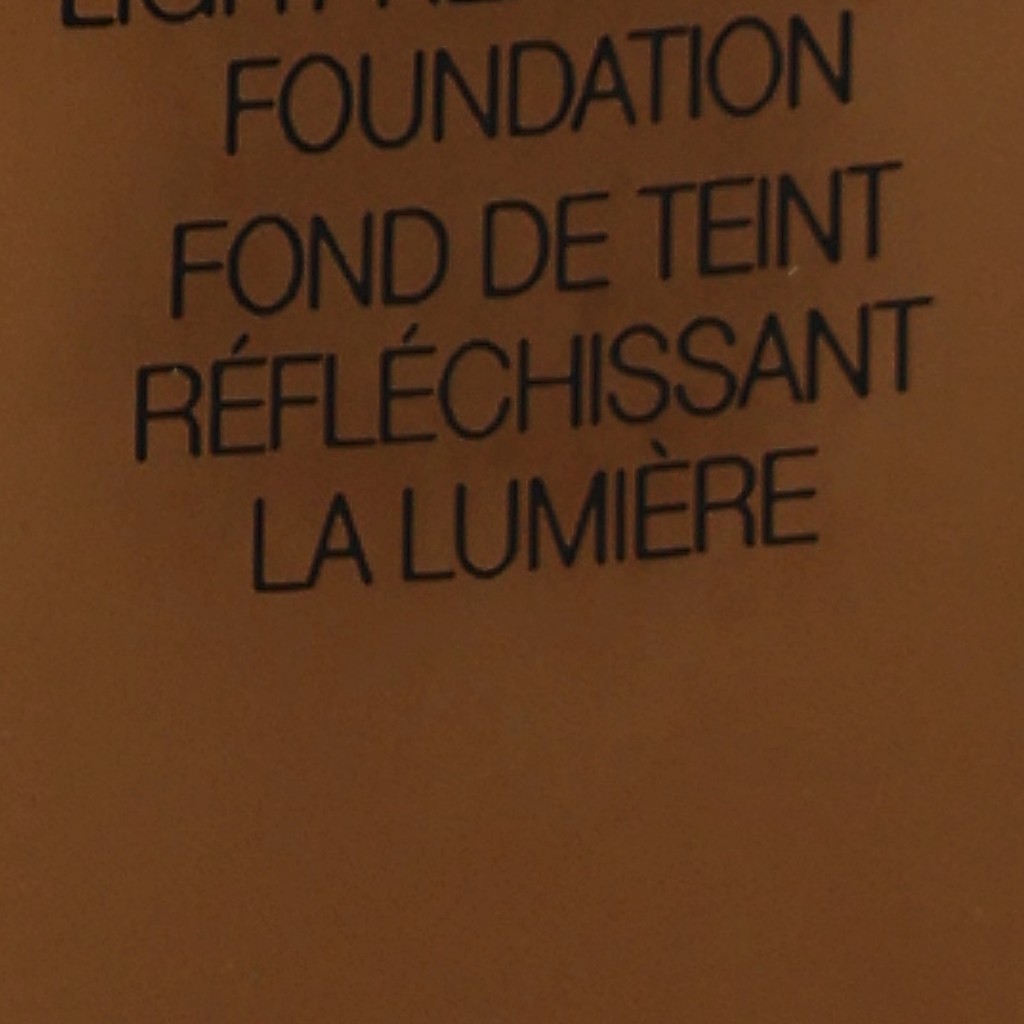 FOUNDATION
FOND DE TEINT
RÉFLÉCHISSANT
LA LUMIÈRE